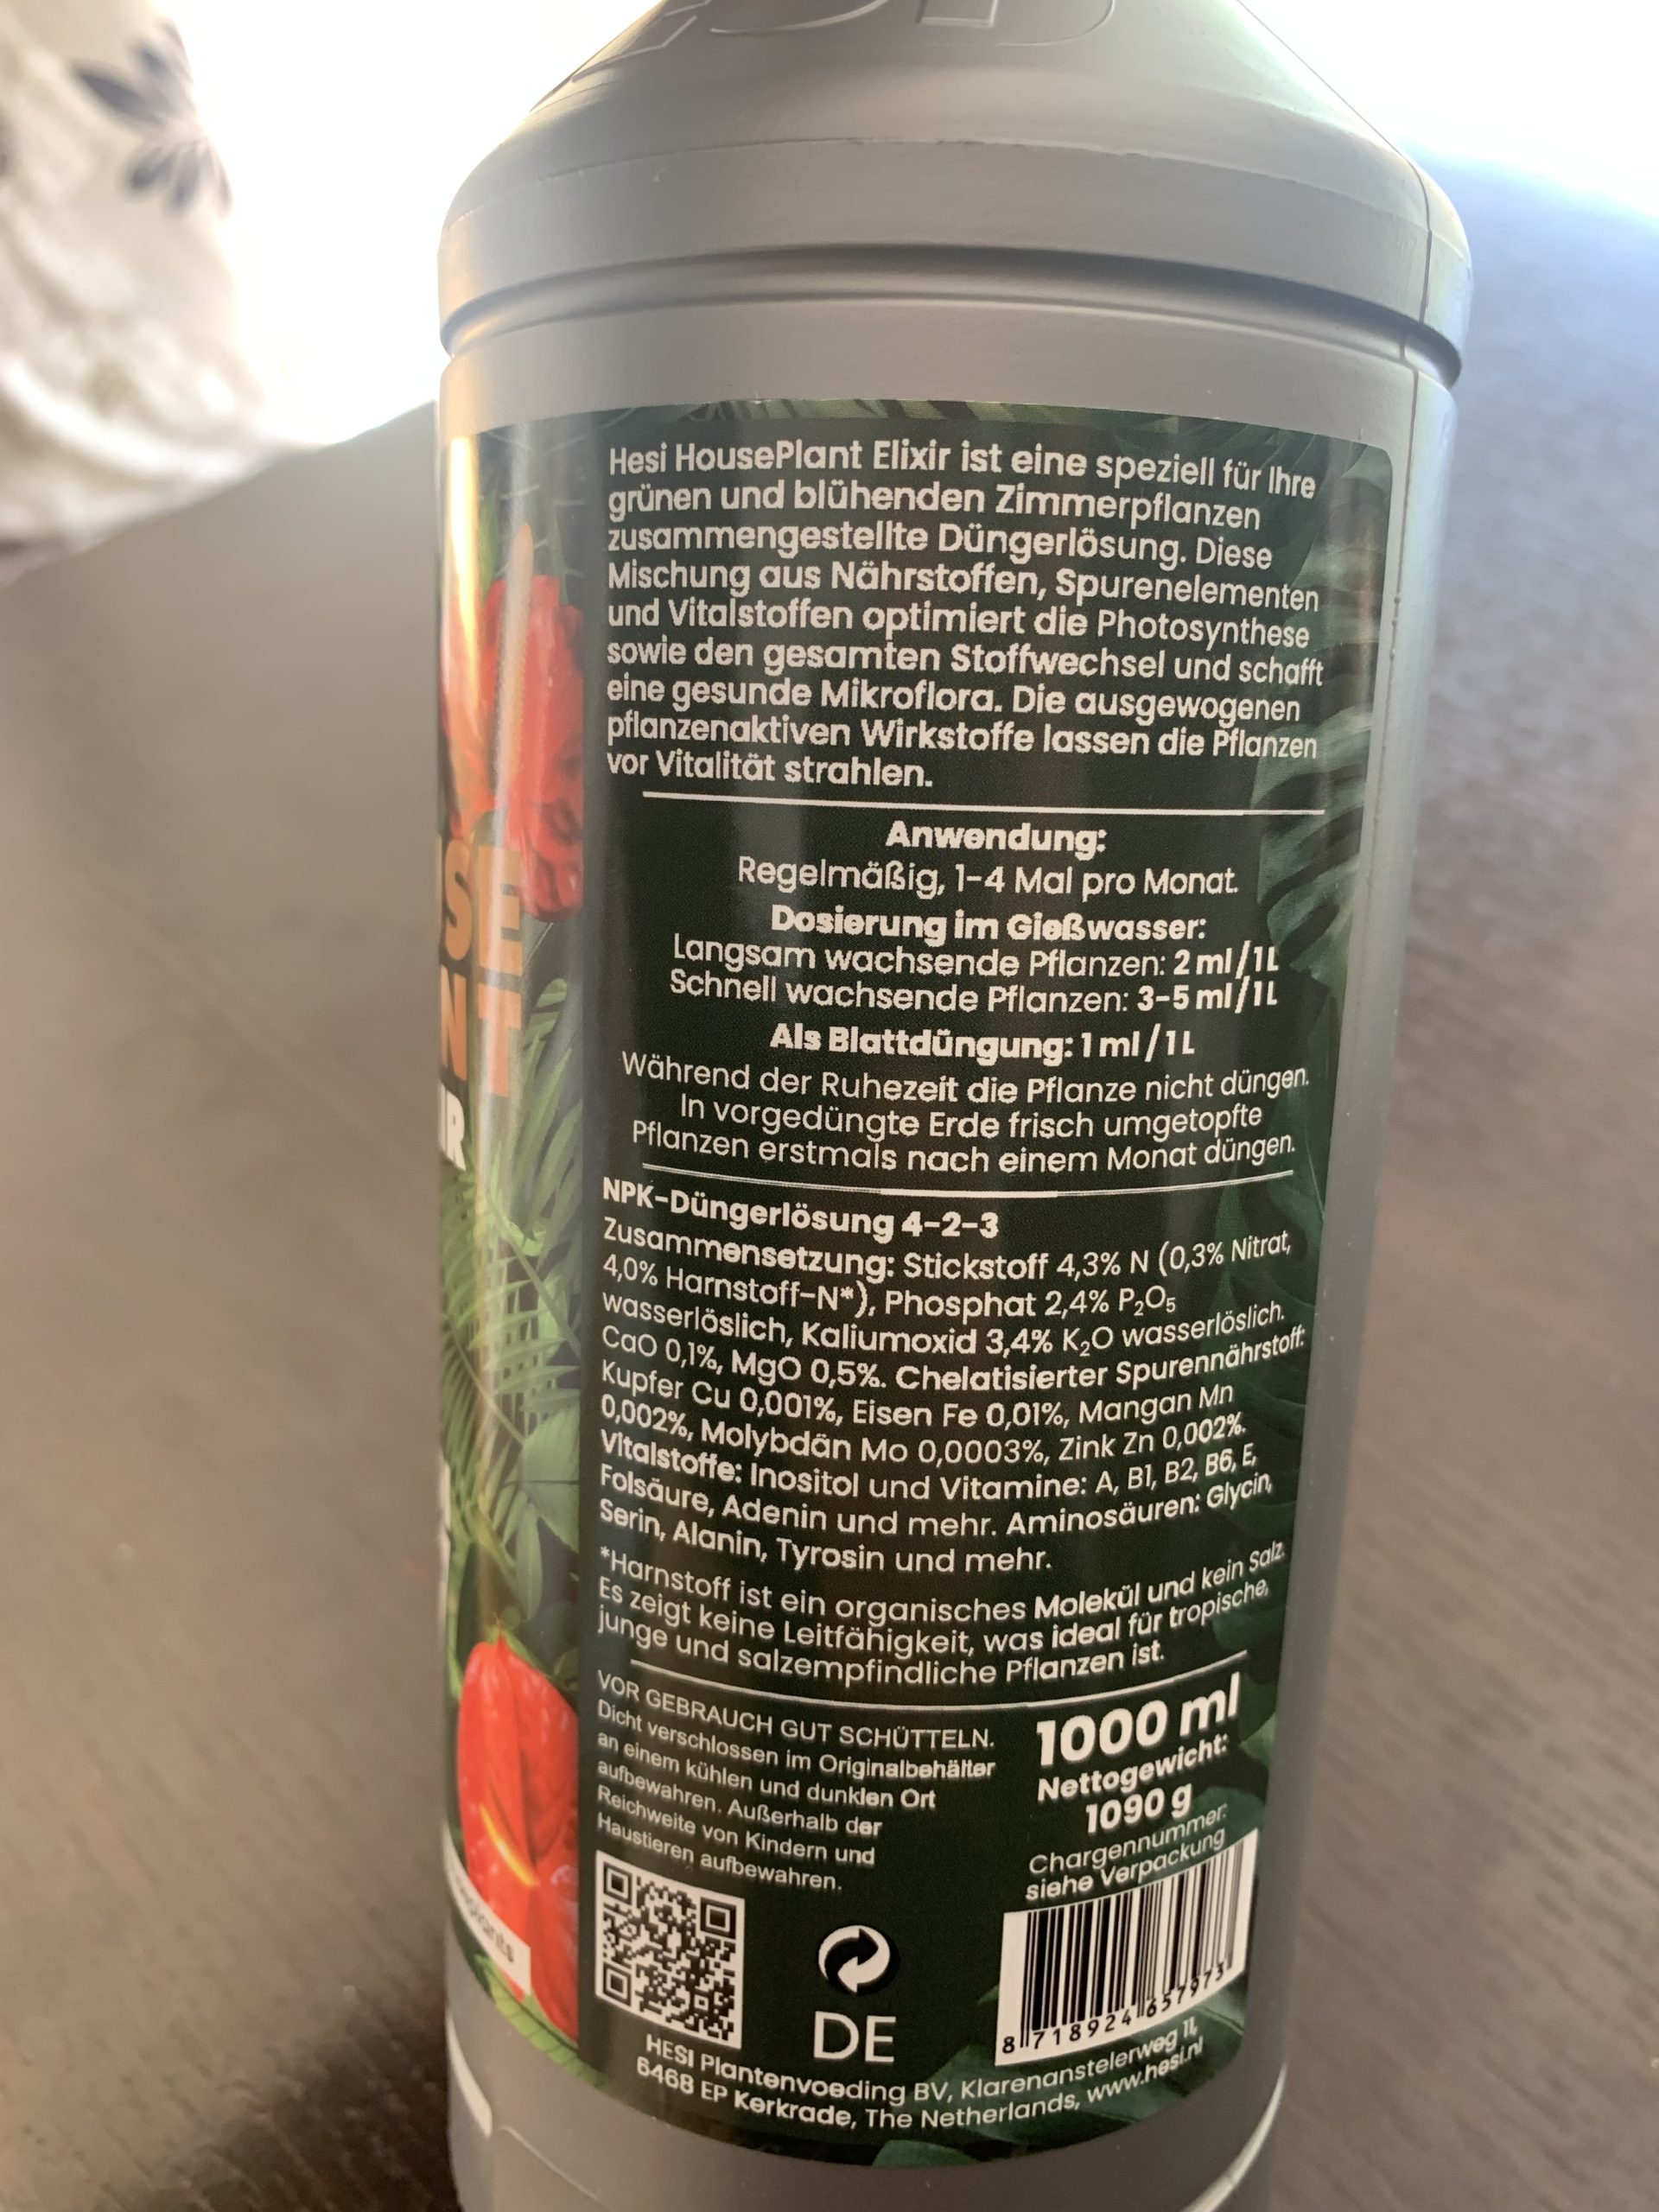 Hesi HousePlant Elixir ist eine speziell für Ihre
grünen und blühenden Zimmerpflanzen
zusammengestellte Düngerlösung. Diese
Mischung aus Nährstoffen, Spurenelementen
und Vitalstoffen optimiert die Photosynthese
sowie den gesamten Stoffwechsel und schafft
eine gesunde Mikroflora. Die ausgewogenen
pflanzenaktiven Wirkstoffe lassen die Pflanzen
vor Vitalität strahlen.
Anwendung:
Regelmäßig, 1-4 Mal pro Monat.
Dosierung im Gießwasser:
Langsam wachsende Pflanzen: 2 ml/1L
Schnell wachsende Pflanzen: 3-5 ml/1L
Als Blattdüngung: 1 ml / 1 L
Während der Ruhezeit die Pflanze nicht düngen.
In vorgedüngte Erde frisch umgetopfte
Pflanzen erstmals nach einem Monat düngen.
NPK-Düngerlösung 4-2-3
Zusammensetzung: Stickstoff 4,3% N (0,3% Nitrat,
4,0% Harnstoff-N*), Phosphat 2,4% P₂O₅
wasserlöslich, Kaliumoxid 3,4% K₂O wasserlöslich.
CaO 0,1%, MgO 0,5%. Chelatisierter Spurennährstoff:
Kupfer Cu 0,001%, Eisen Fe 0,01%, Mangan Mn
0,002%, Molybdän Mo 0,0003%, Zink Zn 0,002%.
Vitalstoffe: Inositol und Vitamine: A, B1, B2, B6, E,
Folsäure, Adenin und mehr. Aminosäuren: Glycin,
Serin, Alanin, Tyrosin und mehr.
*Harnstoff ist ein organisches Molekül und kein Salz.
Es zeigt keine Leitfähigkeit, was ideal für tropische,
junge und salzempfindliche Pflanzen ist.
VOR GEBRAUCH GUT SCHÜTTELN.
Dicht verschlossen im Originalbehälter
an einem kühlen und dunklen Ort
aufbewahren. Außerhalb der
Reichweite von Kindern und
Haustieren aufbewahren.
1000 ml
Nettogewicht:
1090 g
Chargennummer:
siehe Verpackung
DE
8 718924 657973
HESI Plantenvoeding BV, Klarenanstelerweg 11,
6468 EP Kerkrade, The Netherlands, www.hesi.nl